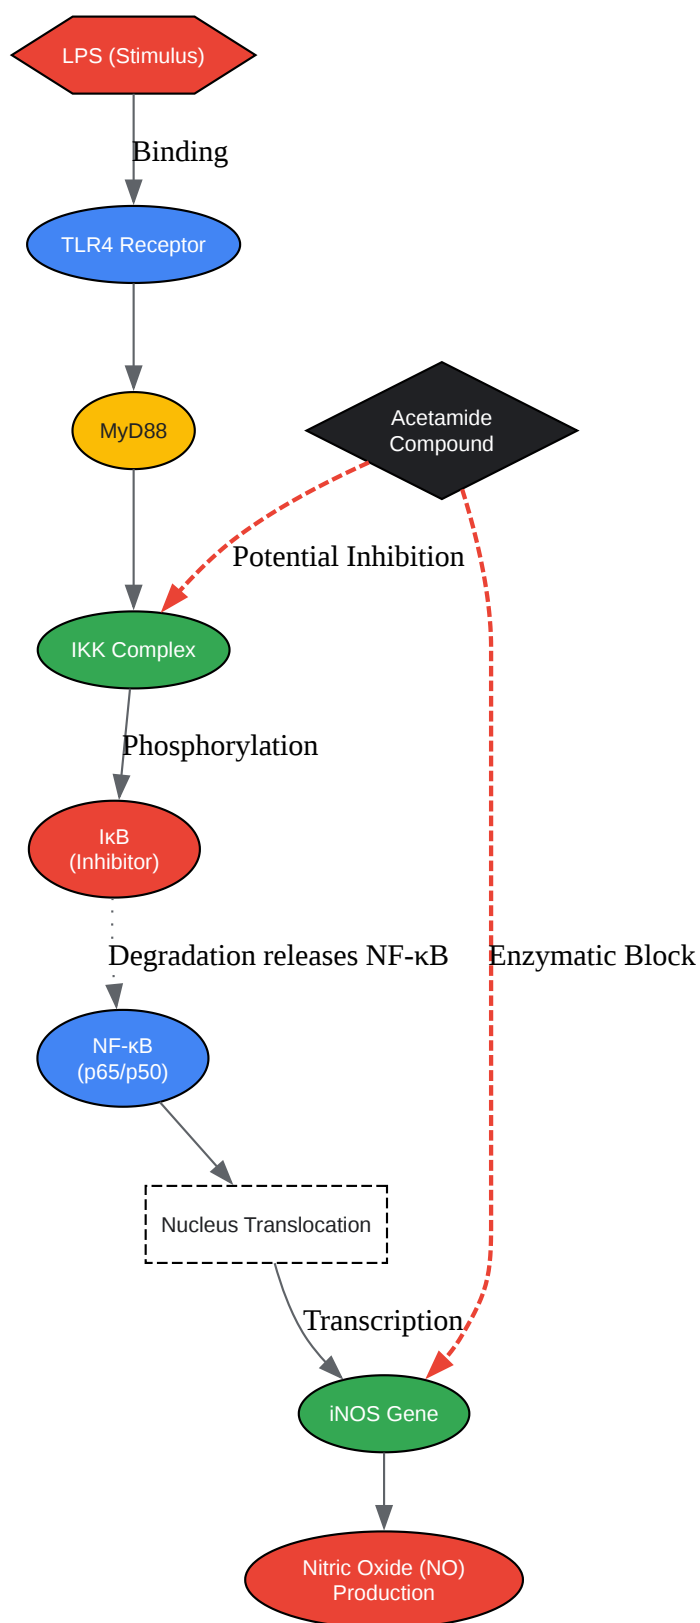 LPS (Stimulus)
Binding
TLR4 Receptor
MyD88
Acetamide
Compound
Potential Inhibition
IKK Complex
Phosphorylation
IκB
(Inhibitor)
Degradation releases NF-κB
Enzymatic Block
NF-κB
(p65/p50)
Nucleus Translocation
Transcription
iNOS Gene
Nitric Oxide (NO)
Production